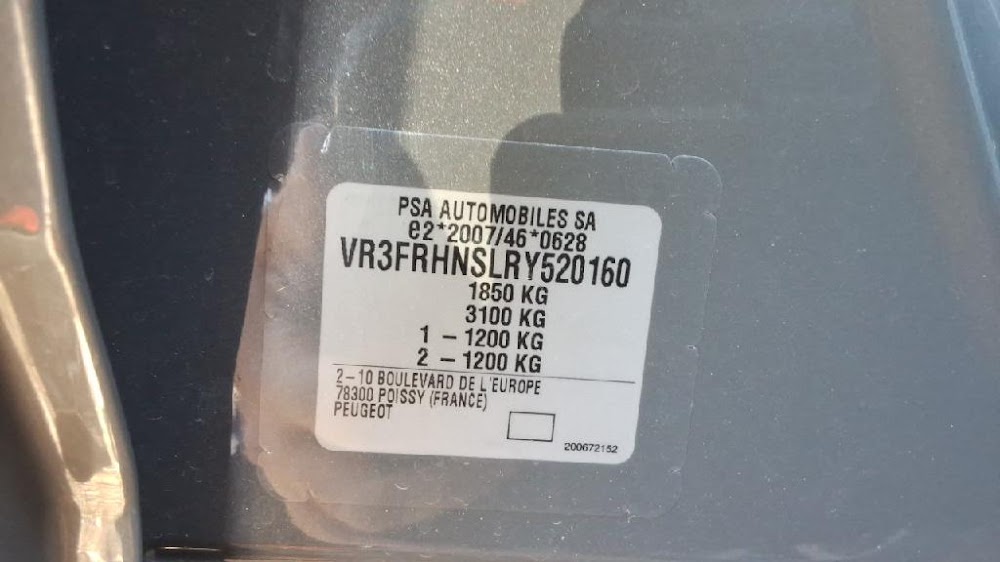 PSA AUTOMOBILES SA
e2*2007/46*0628
VR3FRHNSLRY520160
1850 KG
3100 KG
1 – 1200 KG
2 – 1200 KG
2–10 BOULEVARD DE L'EUROPE
78300 POISSY (FRANCE)
PEUGEOT
200672152